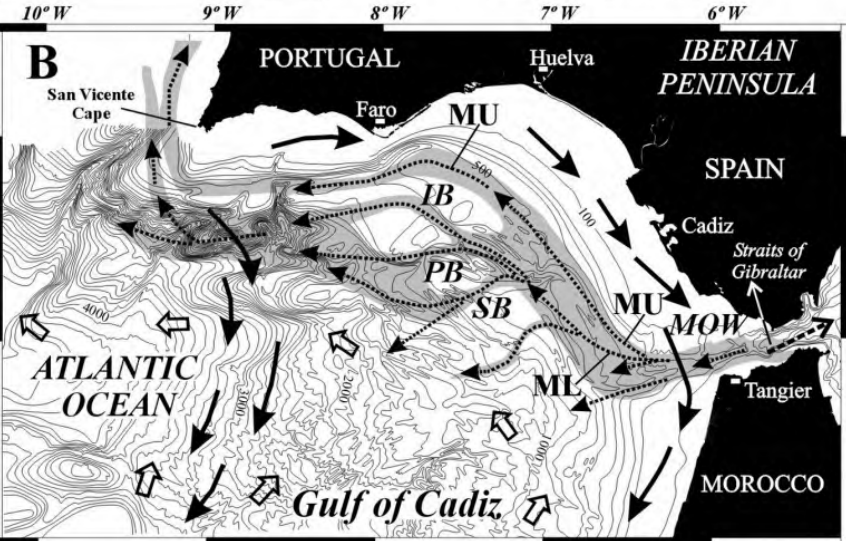 10º W 9º W 8º W 7º W 6º W
B
PORTUGAL
Huelva
IBERIAN
PENINSULA
San Vicente
Cape
Faro
MU
SPAIN
500
IB
100
Cadiz
Straits of
Gibraltar
PB
SB
MU
MOW
4000
ATLANTIC
OCEAN
ML
Tangier
3000
2000
1000
MOROCCO
Gulf of Cadiz